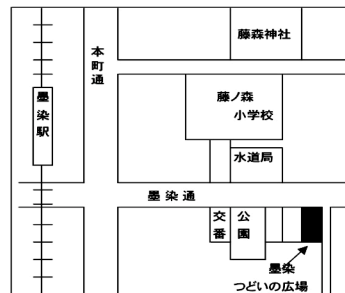 藤森神社
本町通
藤ノ森
小学校
墨染駅
水道局
墨染通
交番
公園
墨染
つどいの広場